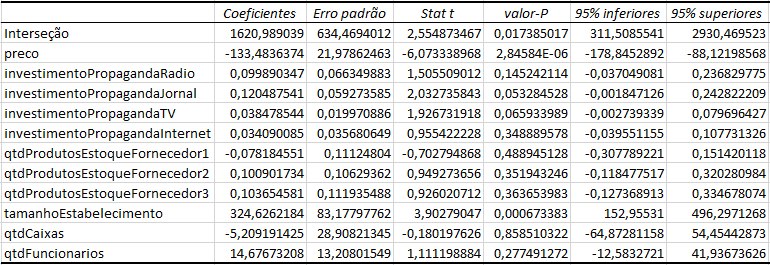 Coeficientes Erro padrão Stat t valor-P 95% inferiores 95% superiores
Interseção 1620,989039 634,4694012 2,554873467 0,017385017 311,5085541 2930,469523
preco -133,4836374 21,97862463 -6,073338968 2,84584E-06 -178,8452892 -88,12198568
investimentoPropagandaRadio 0,099890347 0,066349883 1,505509012 0,145242114 -0,037049081 0,236829775
investimentoPropagandaJornal 0,120487541 0,059273585 2,032735843 0,053284528 -0,001847126 0,242822209
investimentoPropagandaTV 0,038478544 0,019970886 1,926731918 0,065933989 -0,002739339 0,079696427
investimentoPropagandaInternet 0,034090085 0,035680649 0,955422228 0,348889578 -0,039551155 0,107731326
qtdProdutosEstoqueFornecedor1 -0,078184551 0,11124804 -0,702794868 0,488945128 -0,307789221 0,151420118
qtdProdutosEstoqueFornecedor2 0,100901734 0,10629362 0,949273656 0,351943246 -0,118477517 0,320280984
qtdProdutosEstoqueFornecedor3 0,103654581 0,111935488 0,926020712 0,363653983 -0,127368913 0,334678074
tamanhoEstabelecimento 324,6262184 83,17797762 3,90279047 0,000673383 152,95531 496,2971268
qtdCaixas -5,209191425 28,90821345 -0,180197626 0,858510322 -64,87281158 54,45442873
qtdFuncionarios 14,67673208 13,20801549 1,111198884 0,277491272 -12,5832721 41,93673626